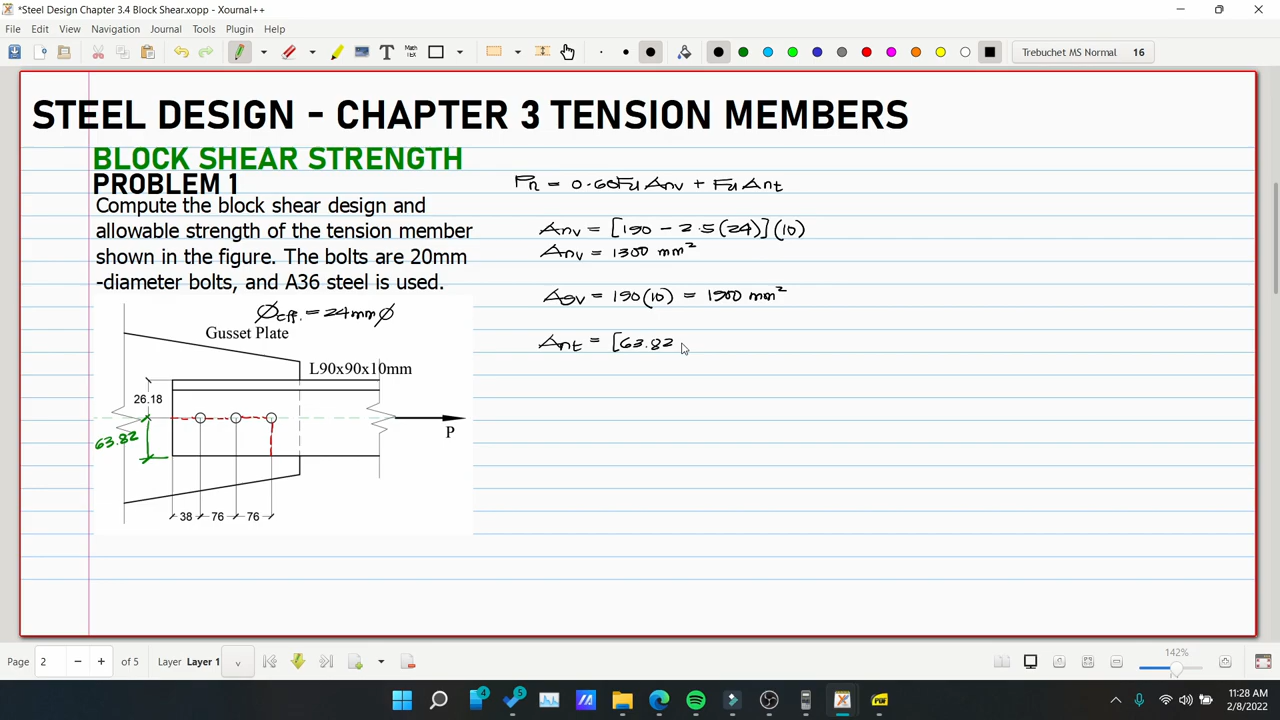 *Steel Design Chapter 3.4 Block Shear.xopp - Xournal++
File Edit View Navigation Journal Tools Plugin Help
Trebuchet MS Normal 16
STEEL DESIGN - CHAPTER 3 TENSION MEMBERS
BLOCK SHEAR STRENGTH
PROBLEM 1
Compute the block shear design and
allowable strength of the tension member
shown in the figure. The bolts are 20mm
-diameter bolts, and A36 steel is used.
Øeff. = 24mmØ
Gusset Plate
L90x90x10mm
26.18
63.82
P
38 76 76
Pn = 0.60Fu Anv + Fu Ant
Anv = [190 - 2.5(24)](10)
Anv = 1300 mm²
Agv = 190(10) = 1900 mm²
Ant = [63.82
Page 2 of 5 Layer Layer 1 142%
11:28 AM
2/8/2022